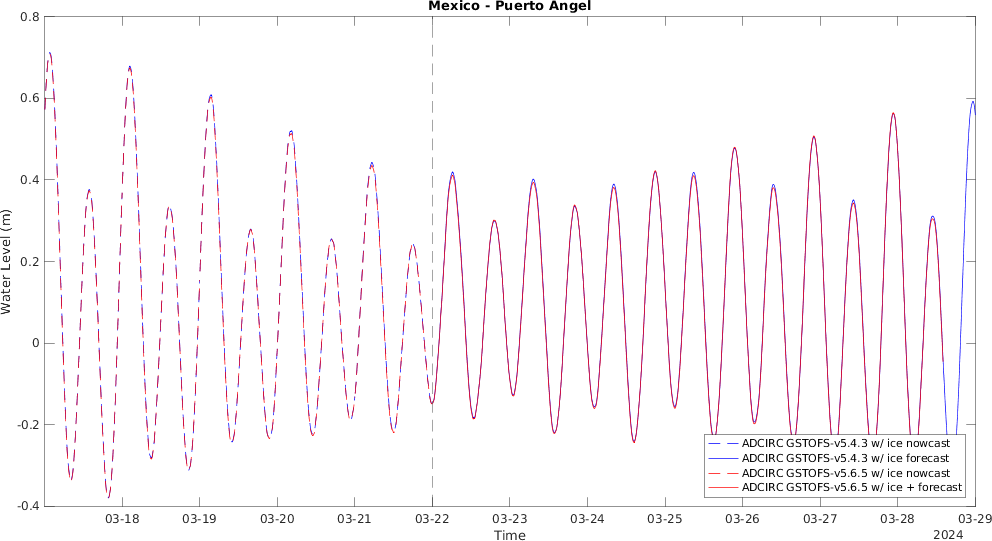 Mexico - Puerto Angel
0.8
0.6
0.4
0.2
0
-0.2
-0.4
Water Level (m)
ADCIRC GSTOFS-v5.4.3 w/ ice nowcast
ADCIRC GSTOFS-v5.4.3 w/ ice forecast
ADCIRC GSTOFS-v5.6.5 w/ ice nowcast
ADCIRC GSTOFS-v5.6.5 w/ ice + forecast
03-18 03-19 03-20 03-21 03-22 03-23 03-24 03-25 03-26 03-27 03-28 03-29
Time
2024